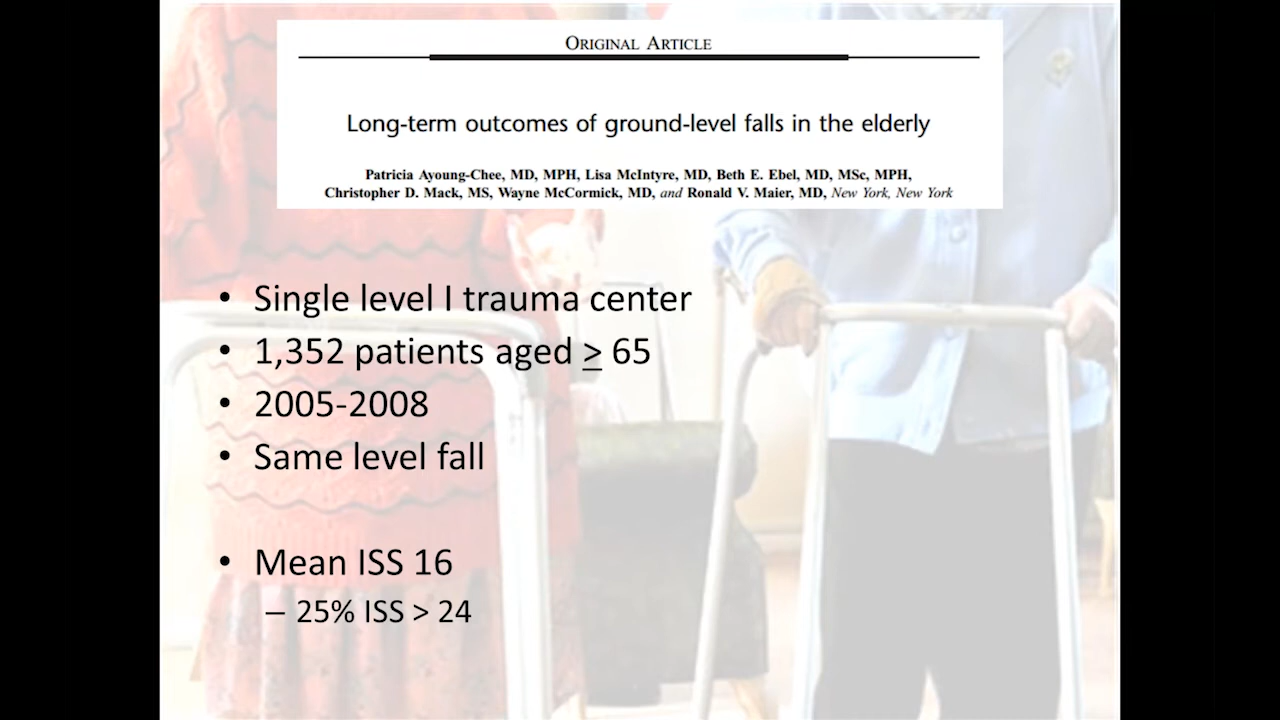 ORIGINAL ARTICLE
Long-term outcomes of ground-level falls in the elderly
Patricia Ayoung-Chee, MD, MPH, Lisa McIntyre, MD, Beth E. Ebel, MD, MSc, MPH,
Christopher D. Mack, MS, Wayne McCormick, MD, and Ronald V. Maier, MD, New York, New York
• Single level I trauma center
• 1,352 patients aged ≥ 65
• 2005-2008
• Same level fall
• Mean ISS 16
– 25% ISS > 24